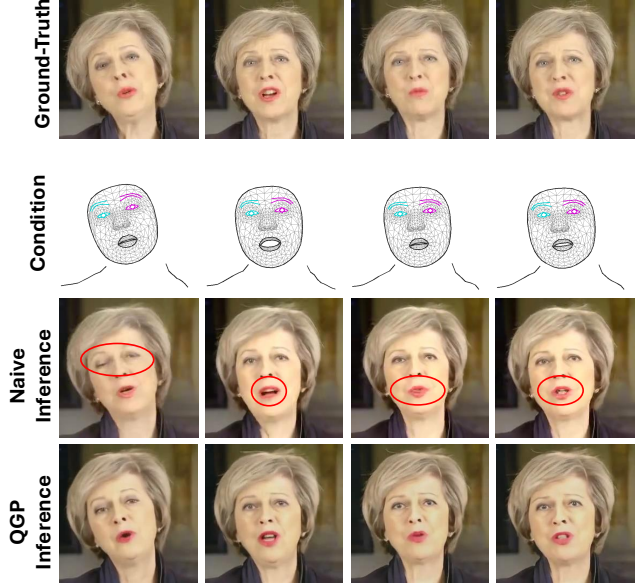 Ground-Truth
Condition
Naive
Inference
QGP
Inference